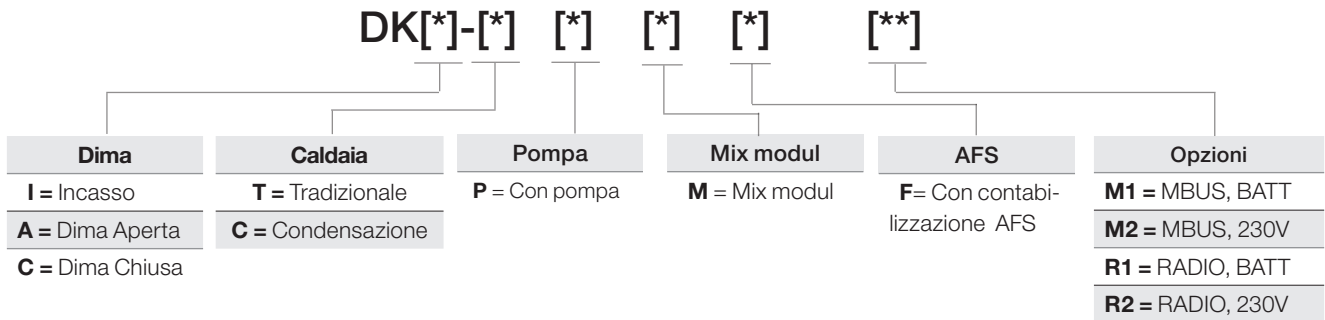 DK[*]-[*] [*] [*] [*] [**]
Dima
I = Incasso
A = Dima Aperta
C = Dima Chiusa
Caldaia
T = Tradizionale
C = Condensazione
Pompa
P = Con pompa
Mix modul
M = Mix modul
AFS
F= Con contabi-
lizzazione AFS
Opzioni
M1 = MBUS, BATT
M2 = MBUS, 230V
R1 = RADIO, BATT
R2 = RADIO, 230V